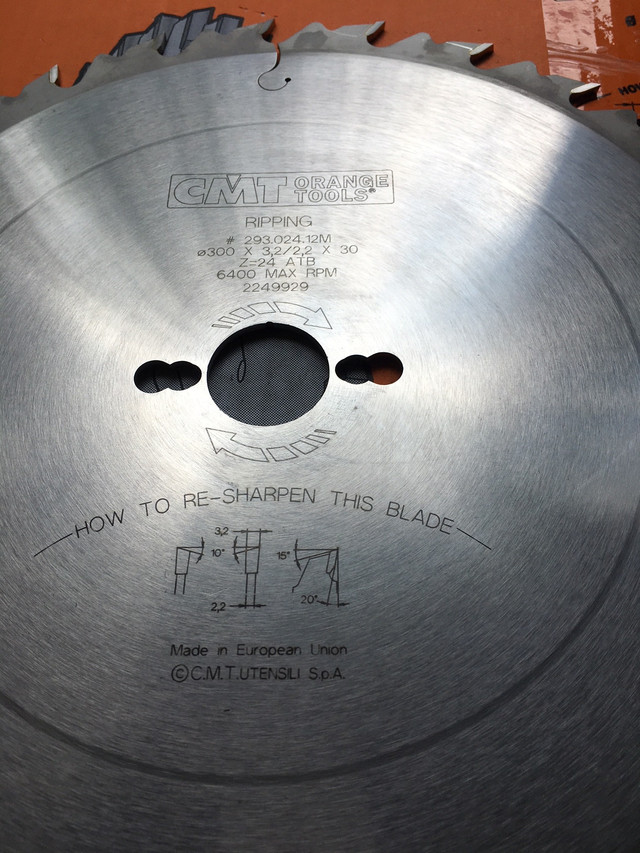 CMT ORANGE TOOLS®
RIPPING
# 293.024.12M
ø300 X 3,2/2,2 X 30
Z=24 ATB
6400 MAX RPM
2249929
HOW TO RE-SHARPEN THIS BLADE
3,2
10°
15°
2,2
20°
Made in European Union
©C.M.T.UTENSILI S.p.A.